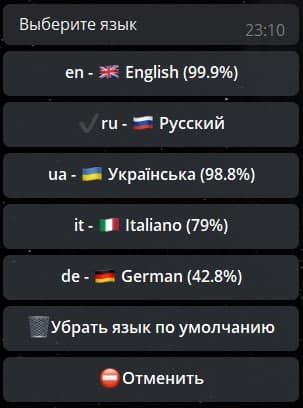 Выберите язык
23:10
en - 🇬🇧 English (99.9%)
✔️ru - 🇷🇺 Русский
ua - 🇺🇦 Українська (98.8%)
it - 🇮🇹 Italiano (79%)
de - 🇩🇪 German (42.8%)
🗑️Убрать язык по умолчанию
⛔Отменить